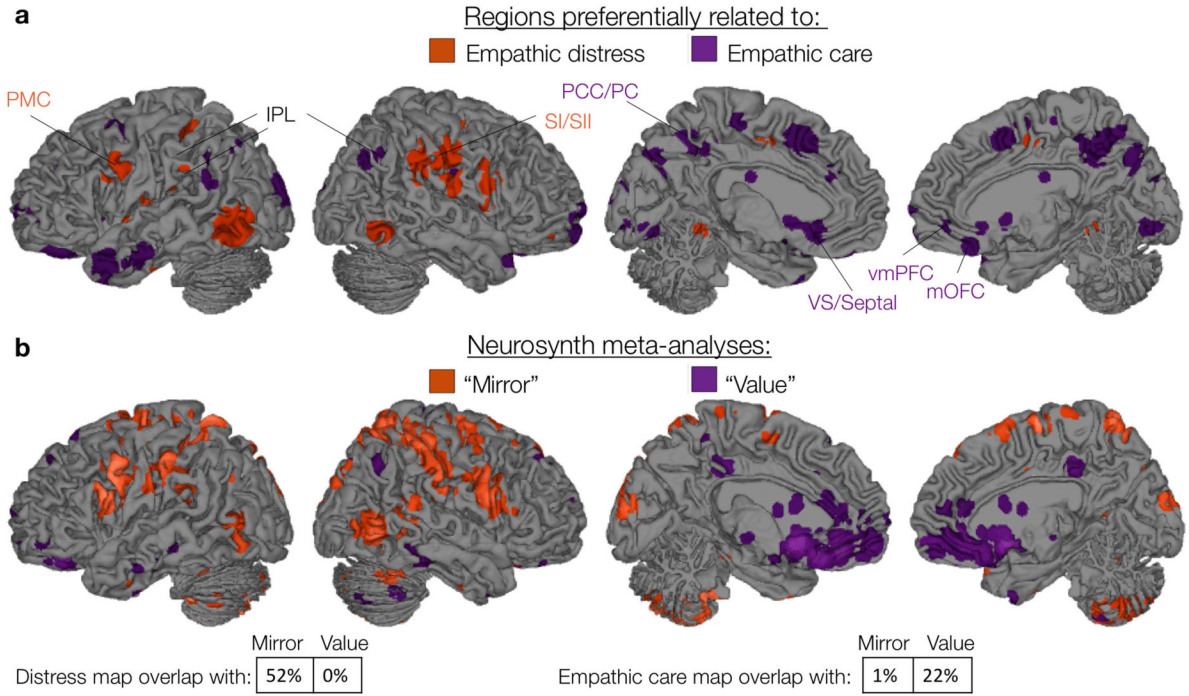 a
Regions preferentially related to:
Empathic distress
Empathic care
PMC
IPL
PCC/PC
SI/SII
vmPFC
mOFC
VS/Septal
b
Neurosynth meta-analyses:
“Mirror”
“Value”
Mirror Value
Distress map overlap with: 52% 0%
Mirror Value
Empathic care map overlap with: 1% 22%